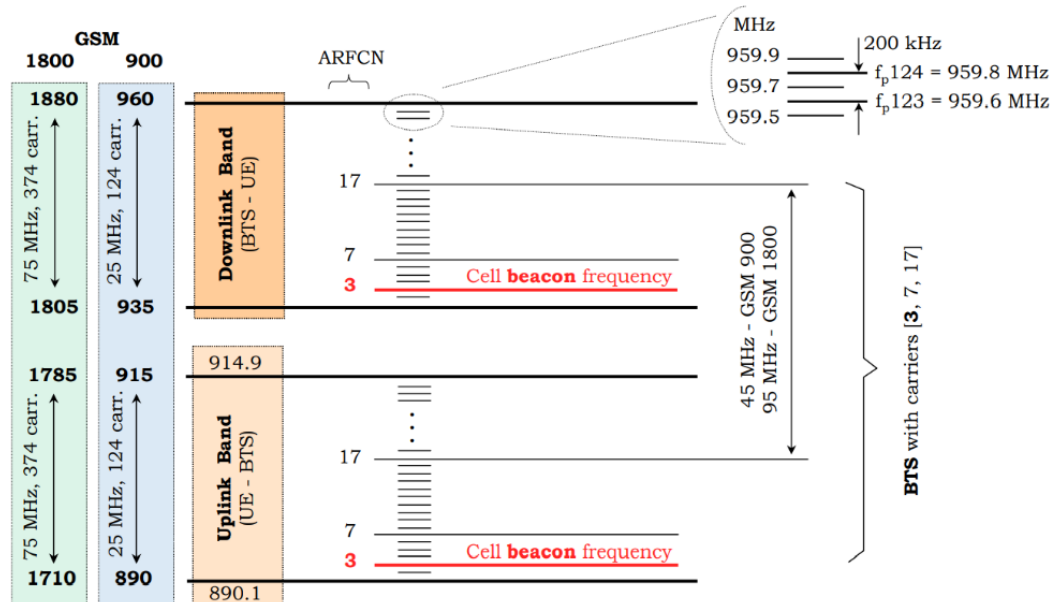 GSM
1800 900
ARFCN
MHz
200 kHz
959.9
fp124 = 959.8 MHz
959.7
fp123 = 959.6 MHz
959.5
1880 960
75 MHz, 374 carr.
25 MHz, 124 carr.
Downlink Band
(BTS - UE)
17
7
Cell beacon frequency
3
1805 935
45 MHz - GSM 900
95 MHz - GSM 1800
BTS with carriers [3, 7, 17]
914.9
1785 915
75 MHz, 374 carr.
25 MHz, 124 carr.
Uplink Band
(UE - BTS)
17
7
Cell beacon frequency
3
1710 890
890.1